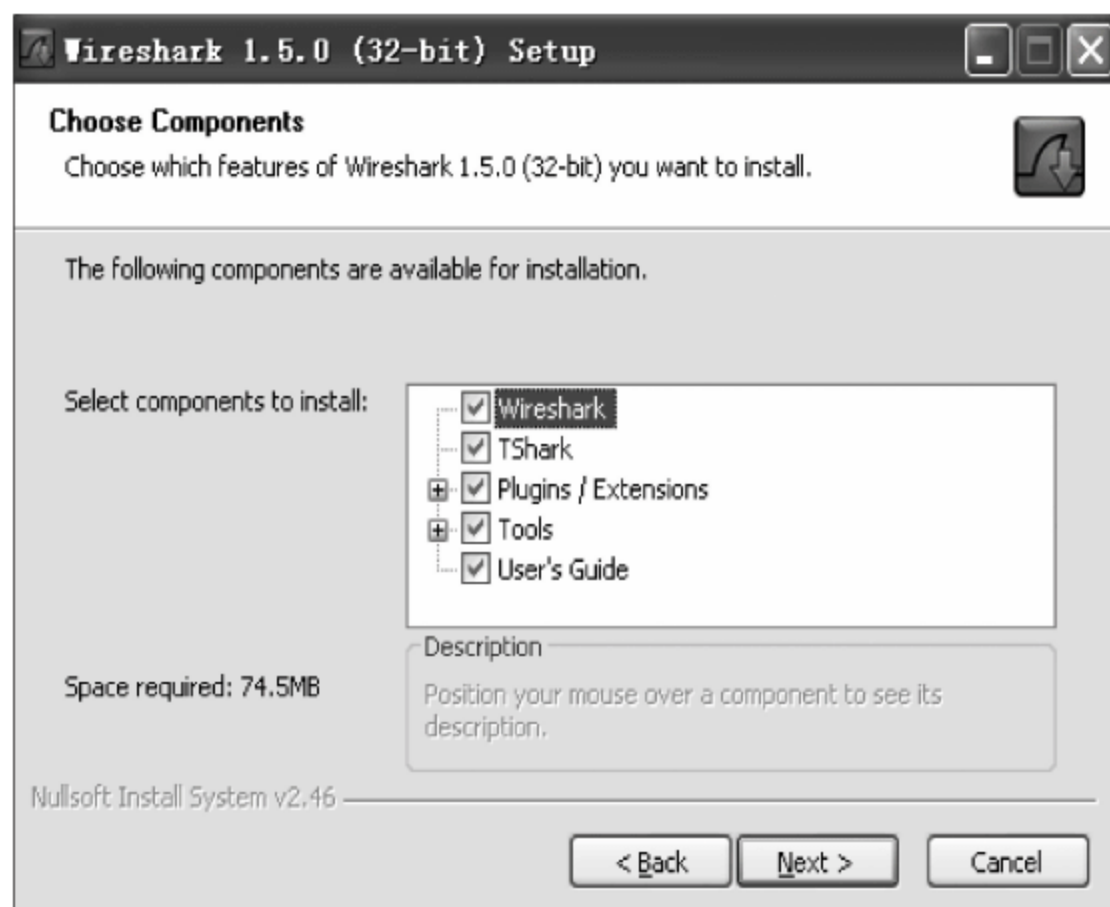 Wireshark 1.5.0 (32-bit) Setup
Choose Components
Choose which features of Wireshark 1.5.0 (32-bit) you want to install.
The following components are available for installation.
Select components to install:
Wireshark
TShark
Plugins / Extensions
Tools
User's Guide
Space required: 74.5MB
Description
Position your mouse over a component to see its
description.
Nullsoft Install System v2.46
< Back
Next >
Cancel